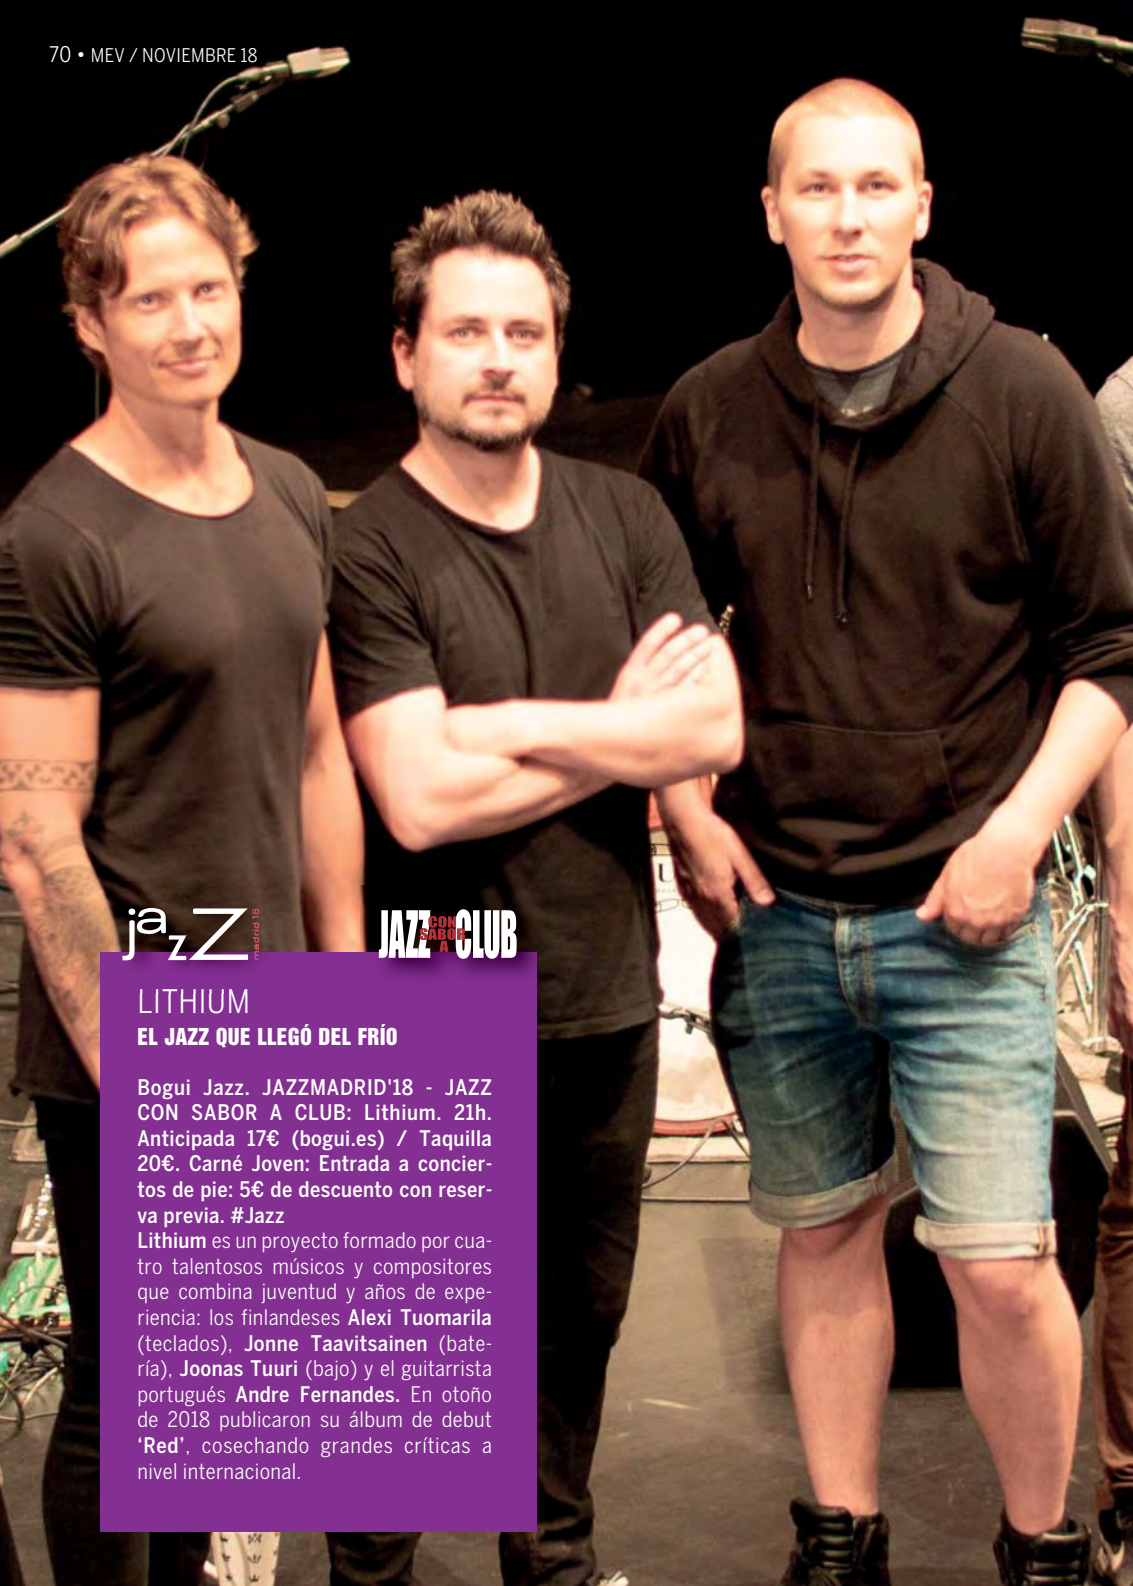 70 • MEV / NOVIEMBRE 18
jazZ madrid 18
JAZZ CON SABOR A CLUB
LITHIUM
EL JAZZ QUE LLEGÓ DEL FRÍO
Bogui Jazz. JAZZMADRID'18 - JAZZ
CON SABOR A CLUB: Lithium. 21h.
Anticipada 17€ (bogui.es) / Taquilla
20€. Carné Joven: Entrada a concier-
tos de pie: 5€ de descuento con reser-
va previa. #Jazz
Lithium es un proyecto formado por cua-
tro talentosos músicos y compositores
que combina juventud y años de expe-
riencia: los finlandeses Alexi Tuomarila
(teclados), Jonne Taavitsainen (bate-
ría), Joonas Tuuri (bajo) y el guitarrista
portugués Andre Fernandes. En otoño
de 2018 publicaron su álbum de debut
‘Red’, cosechando grandes críticas a
nivel internacional.